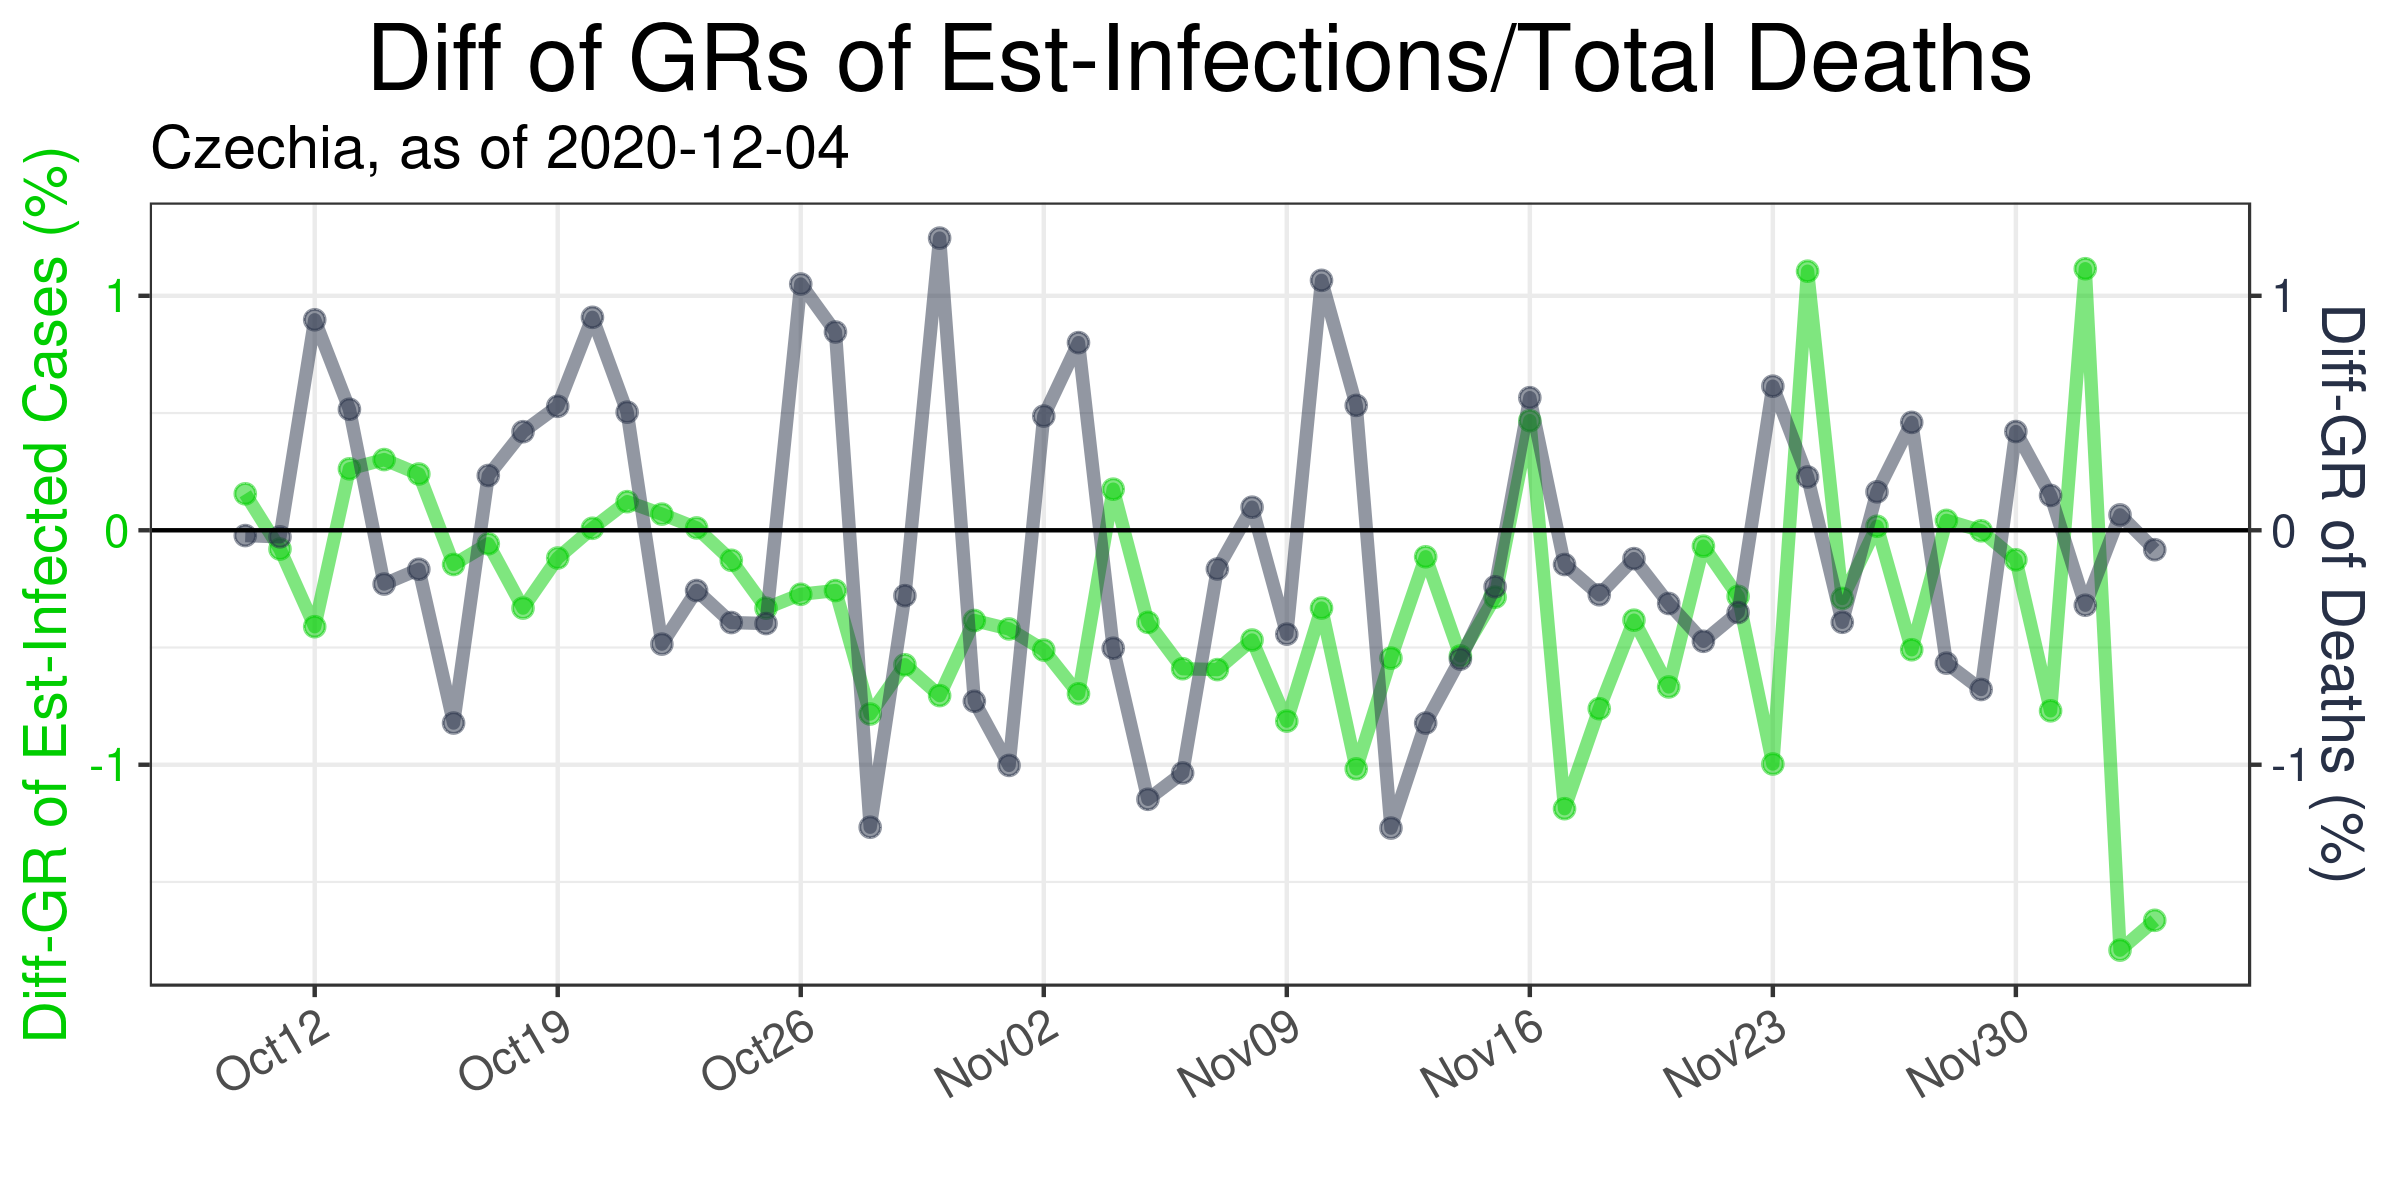 Diff of GRs of Est-Infections/Total Deaths
Czechia, as of 2020-12-04
Diff-GR of Est-Infected Cases (%)
1
0
-1
1
0
-1
Diff-GR of Deaths (%)
Oct12
Oct19
Oct26
Nov02
Nov09
Nov16
Nov23
Nov30